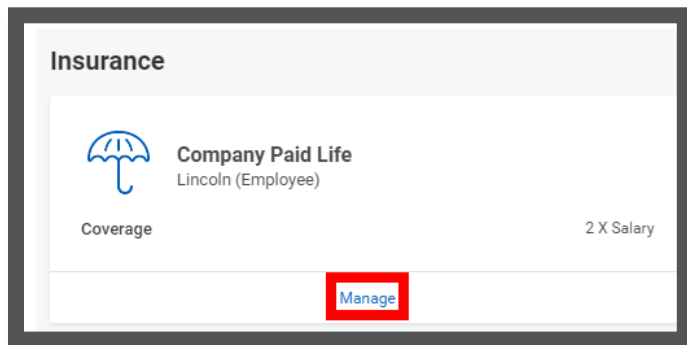 Insurance
Company Paid Life
Lincoln (Employee)
Coverage 2 X Salary
Manage